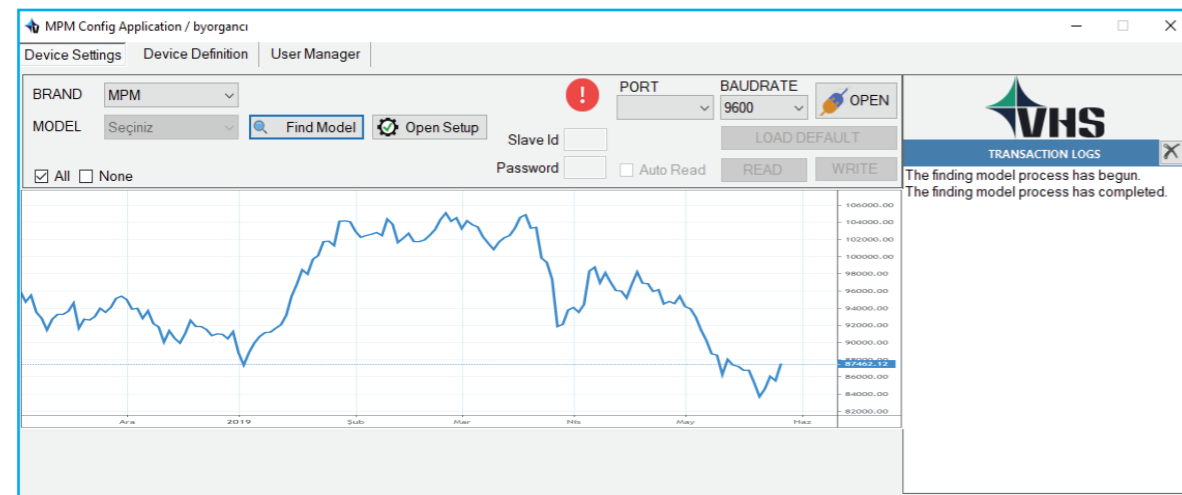 MPM Config Application / byorgancı
Device Settings Device Definition User Manager
BRAND MPM
MODEL Seçiniz Find Model Open Setup
All None
!
PORT BAUDRATE
9600 OPEN
Slave Id LOAD DEFAULT
Password Auto Read READ WRITE
VHS
TRANSACTION LOGS
The finding model process has begun.
The finding model process has completed.
106000.00
104000.00
102000.00
100000.00
98000.00
96000.00
94000.00
92000.00
90000.00
87462.12
86000.00
84000.00
82000.00
Ara 2019 Şub Mar Nis May Haz